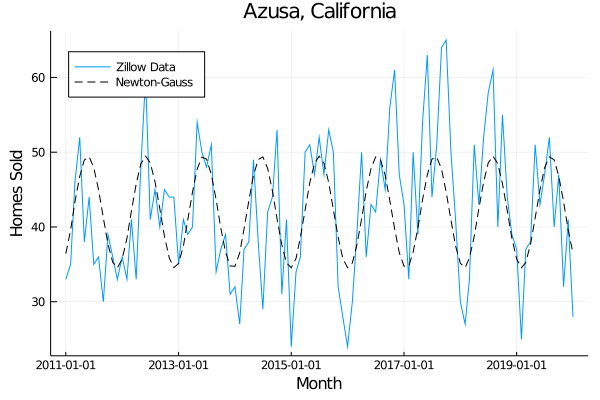 Azusa, California
Zillow Data
Newton-Gauss
Homes Sold
60
50
40
30
2011-01-01 2013-01-01 2015-01-01 2017-01-01 2019-01-01
Month